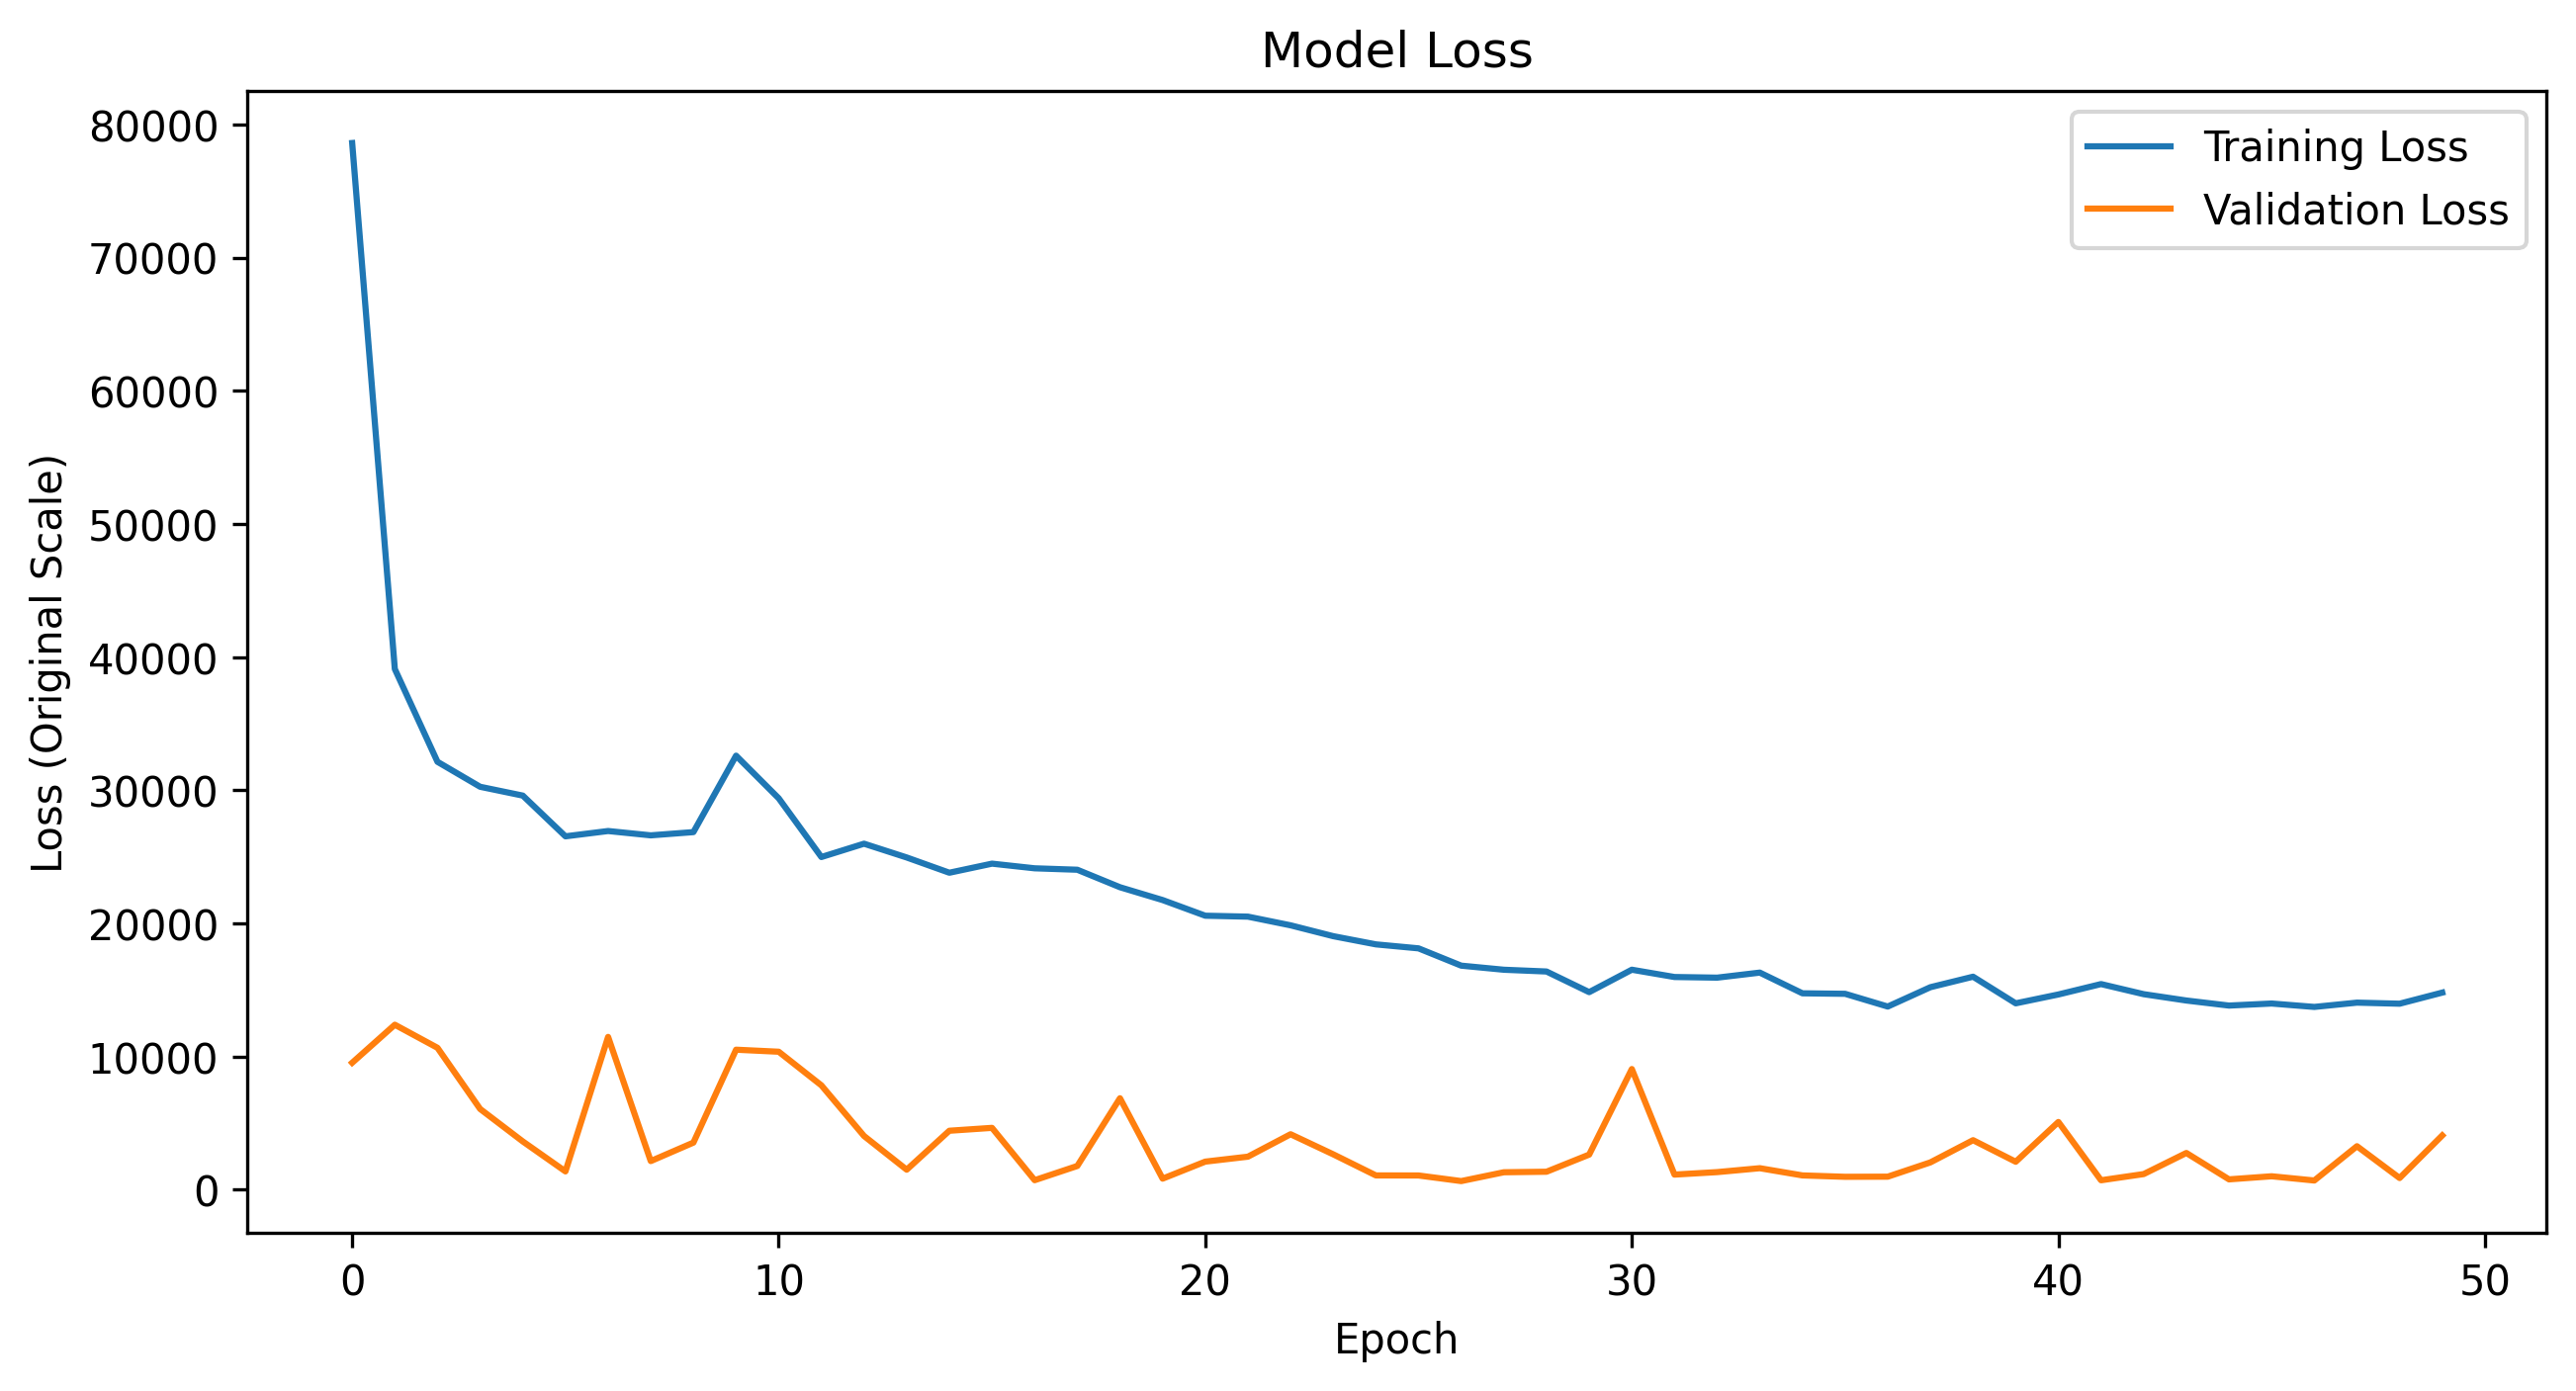 Model Loss
Training Loss
Validation Loss
80000
70000
60000
50000
40000
30000
20000
10000
0
Loss (Original Scale)
0 10 20 30 40 50
Epoch